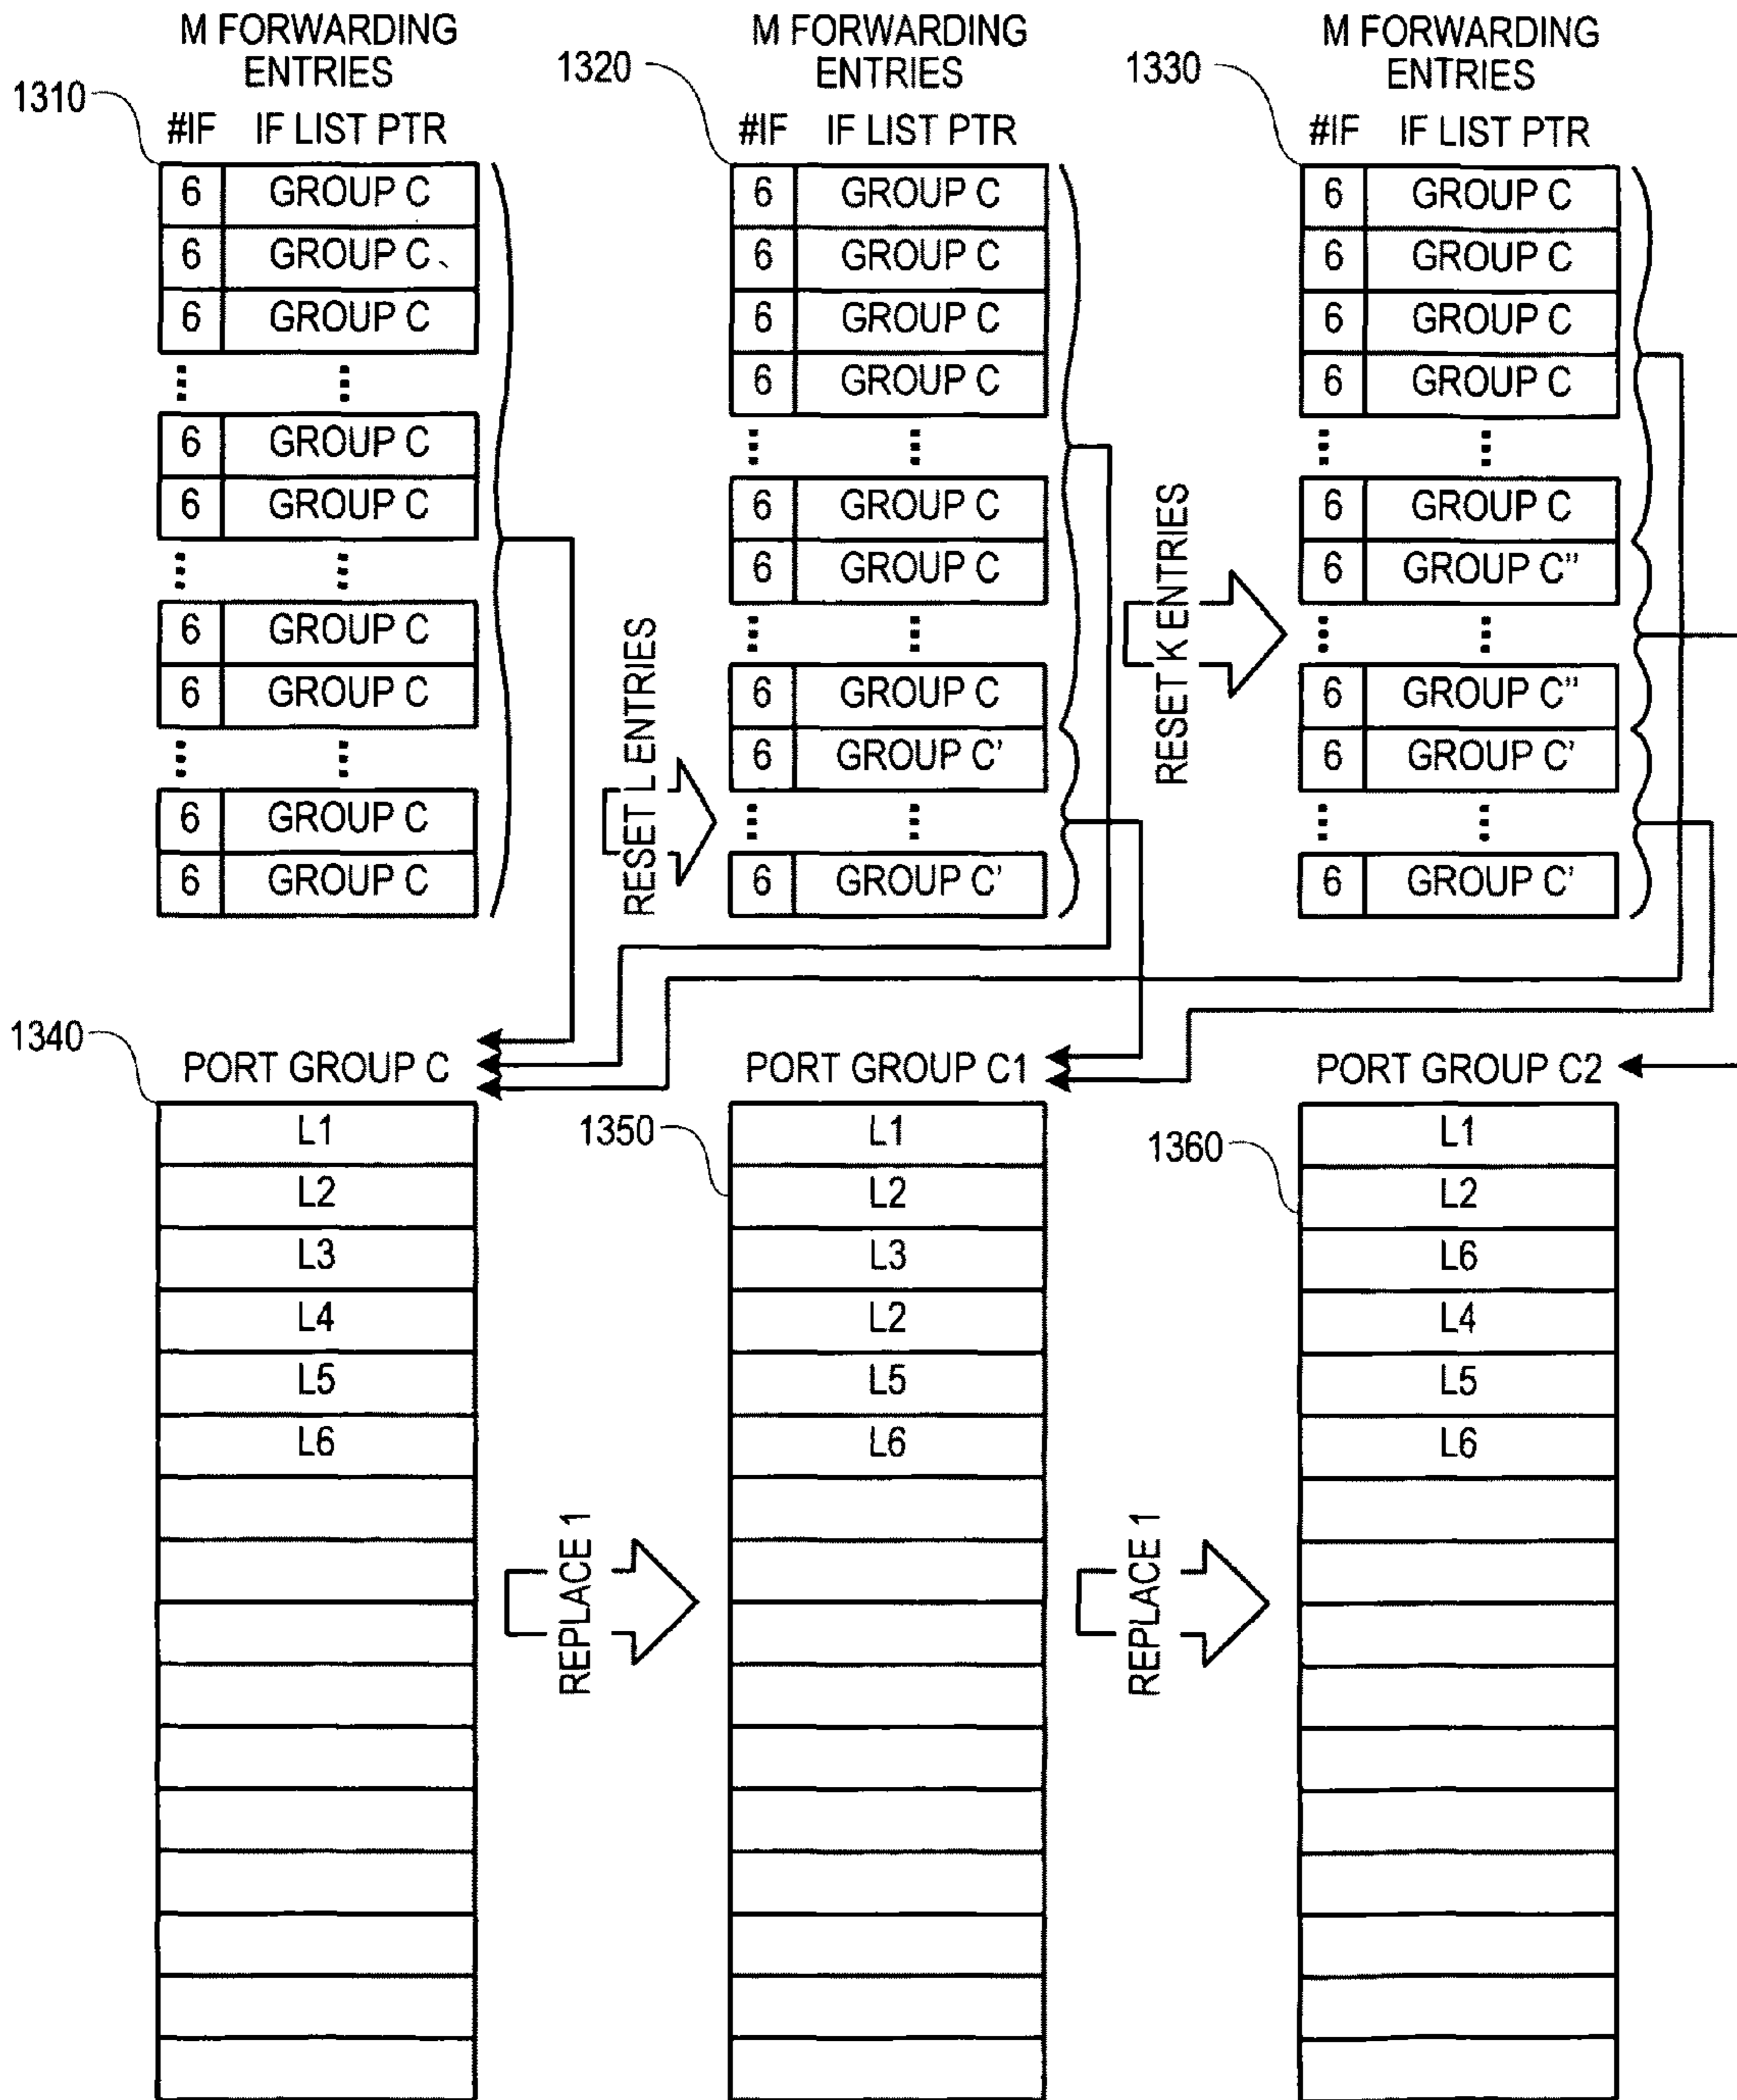 M FORWARDING
ENTRIES
1310
#IF IF LIST PTR
6 GROUP C
6 GROUP C
6 GROUP C
6 GROUP C
6 GROUP C
6 GROUP C
6 GROUP C
6 GROUP C
6 GROUP C
RESET L ENTRIES
M FORWARDING
ENTRIES
1320
#IF IF LIST PTR
6 GROUP C
6 GROUP C
6 GROUP C
6 GROUP C
6 GROUP C
6 GROUP C
6 GROUP C
6 GROUP C'
6 GROUP C'
RESET K ENTRIES
M FORWARDING
ENTRIES
1330
#IF IF LIST PTR
6 GROUP C
6 GROUP C
6 GROUP C
6 GROUP C
6 GROUP C
6 GROUP C"
6 GROUP C"
6 GROUP C'
6 GROUP C'
1340
PORT GROUP C
L1
L2
L3
L4
L5
L6
REPLACE 1
PORT GROUP C1
1350
L1
L2
L3
L2
L5
L6
REPLACE 1
PORT GROUP C2
1360
L1
L2
L6
L4
L5
L6